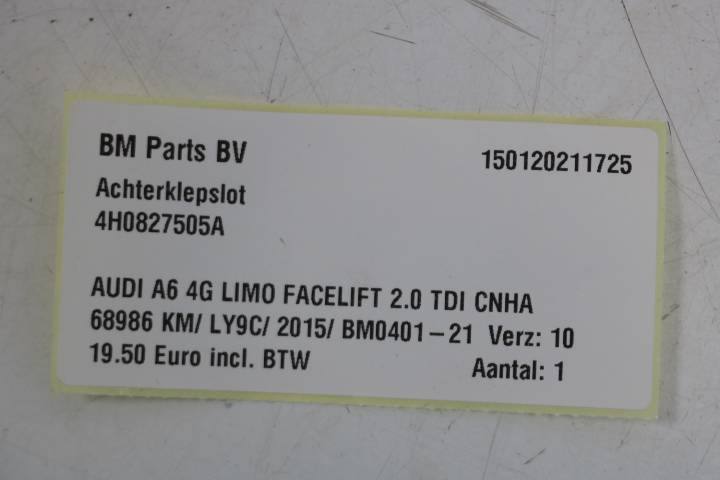 BM Parts BV 150120211725
Achterklepslot
4H0827505A
AUDI A6 4G LIMO FACELIFT 2.0 TDI CNHA
68986 KM/ LY9C/ 2015/ BM0401-21 Verz: 10
19.50 Euro incl. BTW Aantal: 1